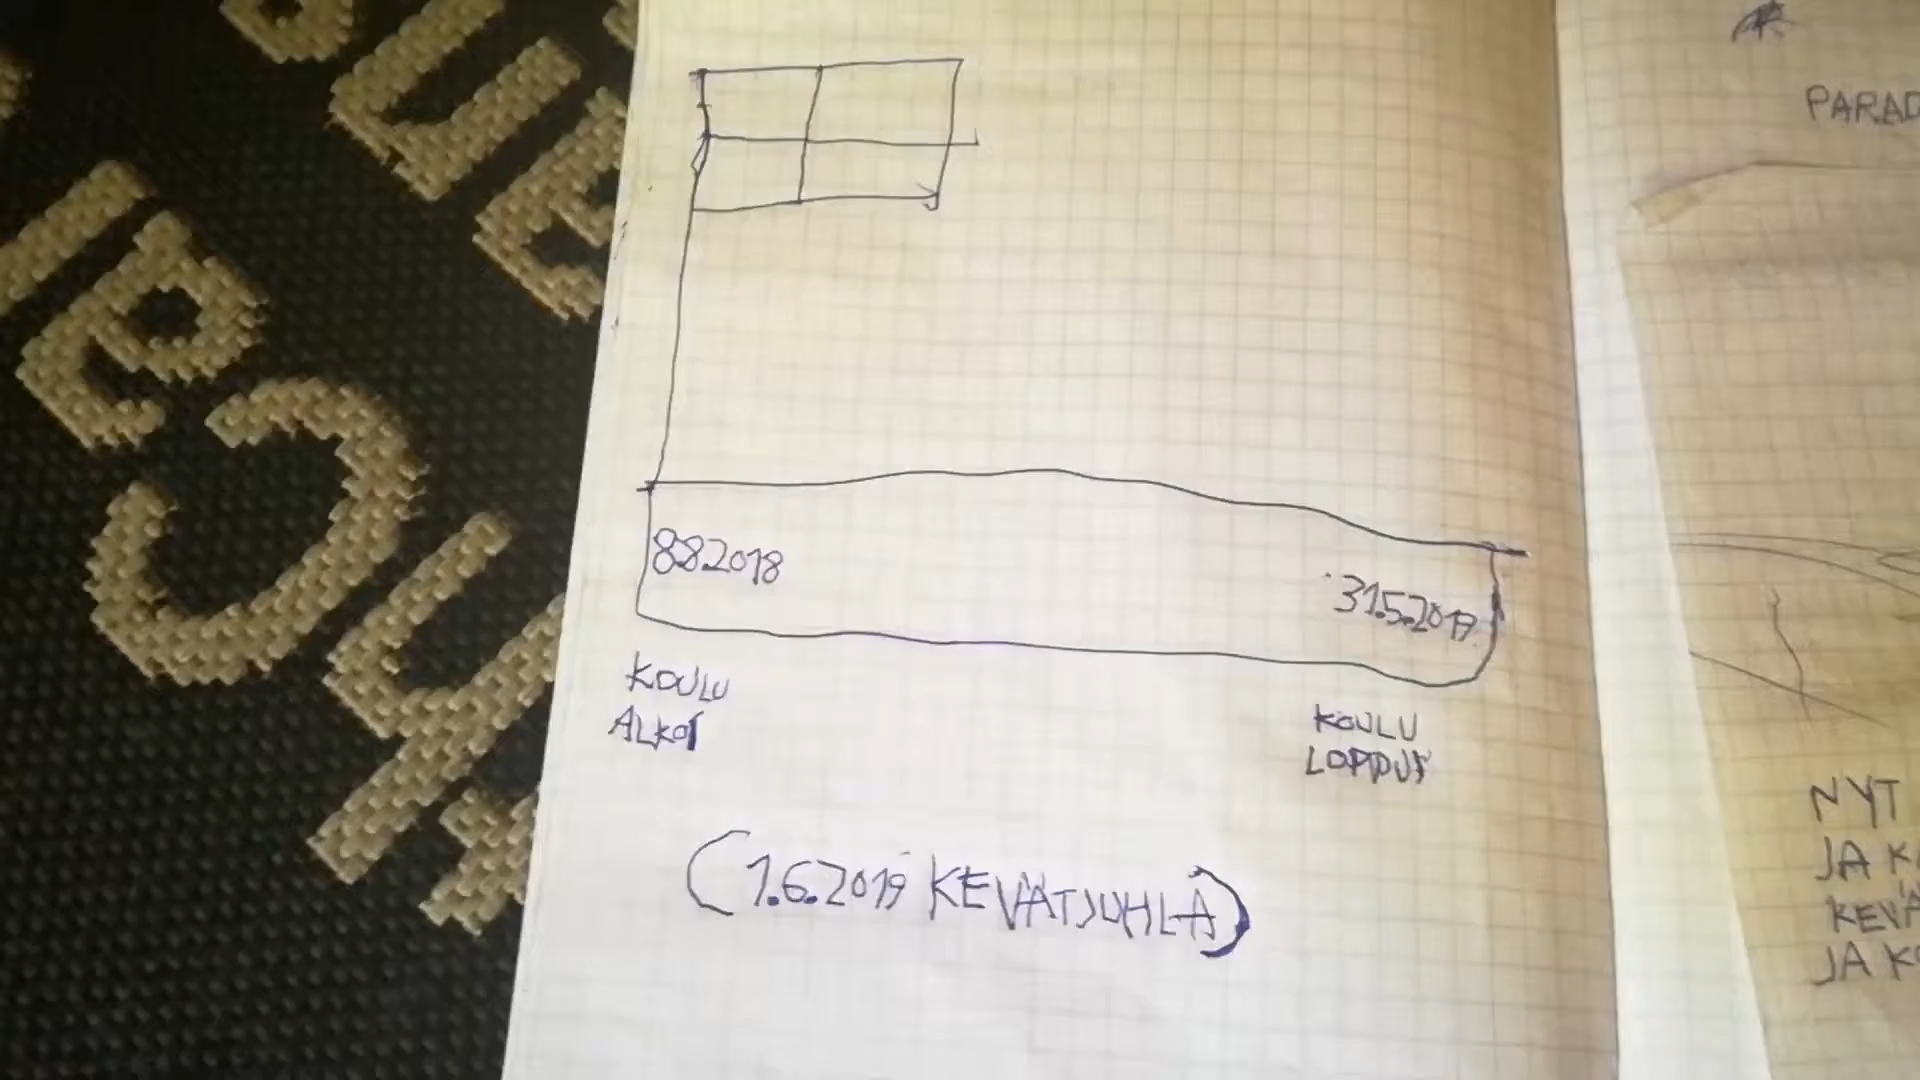 8.8.2018
31.5.2019
KOULU
ALKOI
KOULU
LOPPUI
(1.6.2019 KEVÄTJUHLA)
PARAD
NYT
JA K
KEVÄ
JA KO